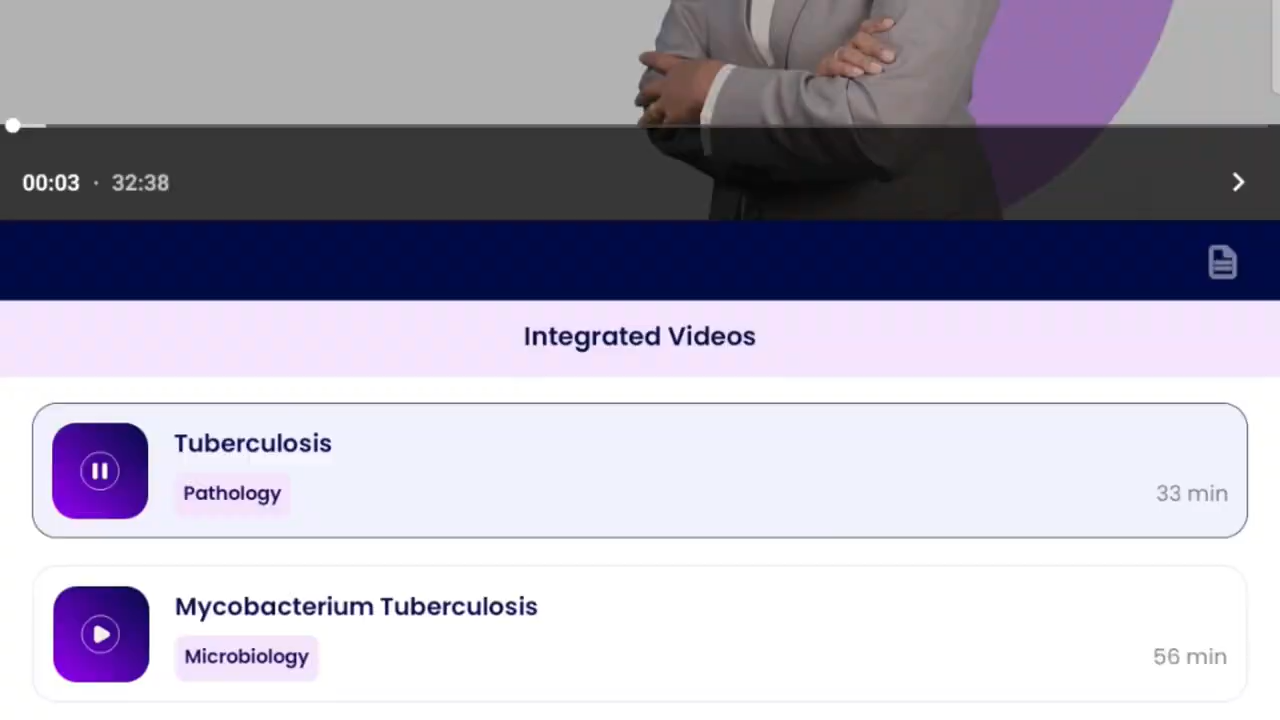 00:03 · 32:38
Integrated Videos
Tuberculosis
Pathology
33 min
Mycobacterium Tuberculosis
Microbiology
56 min